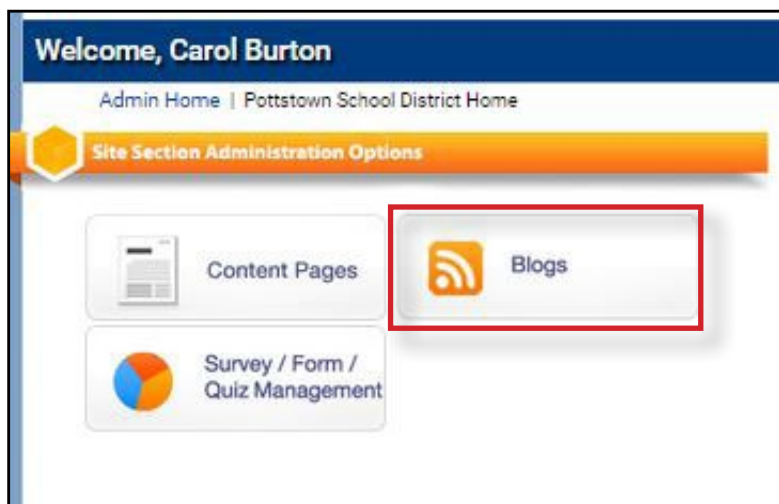 Welcome, Carol Burton
Admin Home | Pottstown School District Home
Site Section Administration Options
Content Pages
Blogs
Survey / Form /
Quiz Management